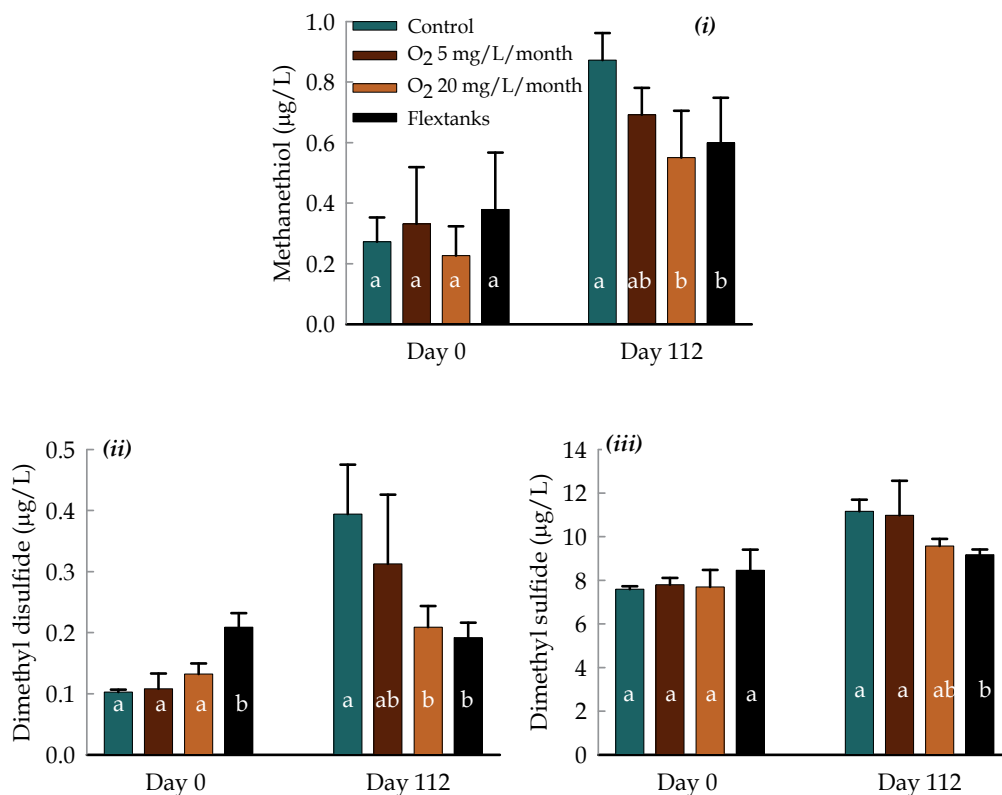 (i)
Control
O₂ 5 mg/L/month
O₂ 20 mg/L/month
Flextanks
Methanethiol (µg/L)
1.0
0.8
0.6
0.4
0.2
0.0
a a a a a ab b b
Day 0 Day 112
(ii)
Dimethyl disulfide (µg/L)
0.5
0.4
0.3
0.2
0.1
0.0
a a a b a ab b b
Day 0 Day 112
(iii)
Dimethyl sulfide (µg/L)
14
12
10
8
6
4
2
0
a a a a a a ab b
Day 0 Day 112